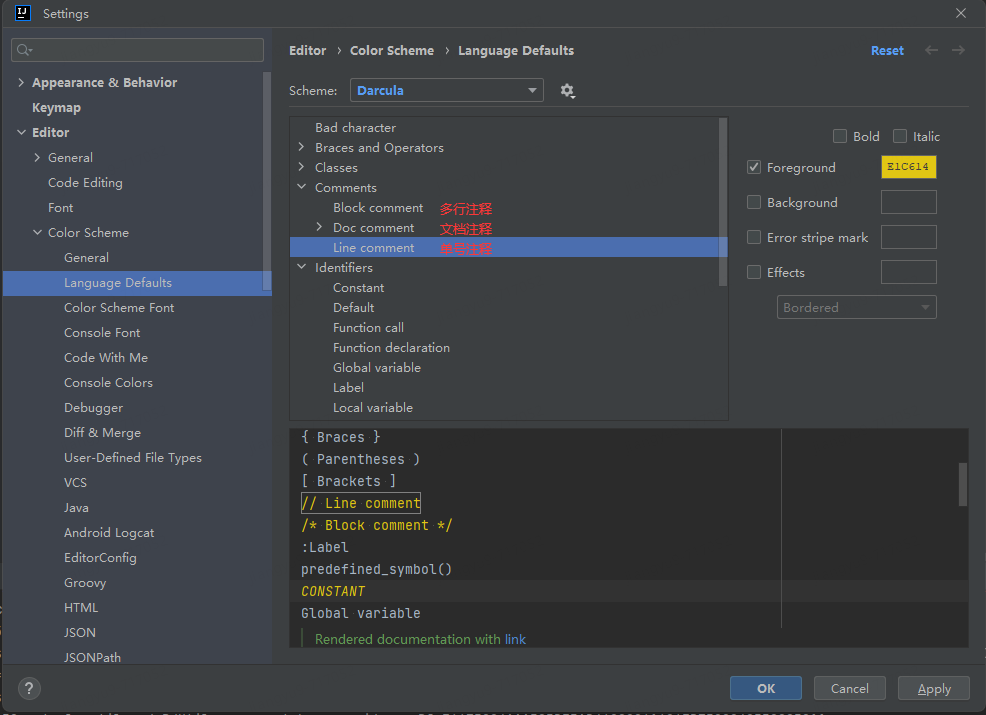 Settings
Editor › Color Scheme › Language Defaults
Reset
Appearance & Behavior
Keymap
Editor
General
Code Editing
Font
Color Scheme
General
Language Defaults
Color Scheme Font
Console Font
Code With Me
Console Colors
Debugger
Diff & Merge
User-Defined File Types
VCS
Java
Android Logcat
EditorConfig
Groovy
HTML
JSON
JSONPath
Scheme: Darcula
Bad character
Braces and Operators
Classes
Comments
Block comment 多行注释
Doc comment 文档注释
Line comment 单号注释
Identifiers
Constant
Default
Function call
Function declaration
Global variable
Label
Local variable
Bold Italic
Foreground E1C614
Background
Error stripe mark
Effects
Bordered
{ Braces }
( Parentheses )
[ Brackets ]
// Line comment
/* Block comment */
:Label
predefined_symbol()
CONSTANT
Global variable
Rendered documentation with link
?
OK Cancel Apply